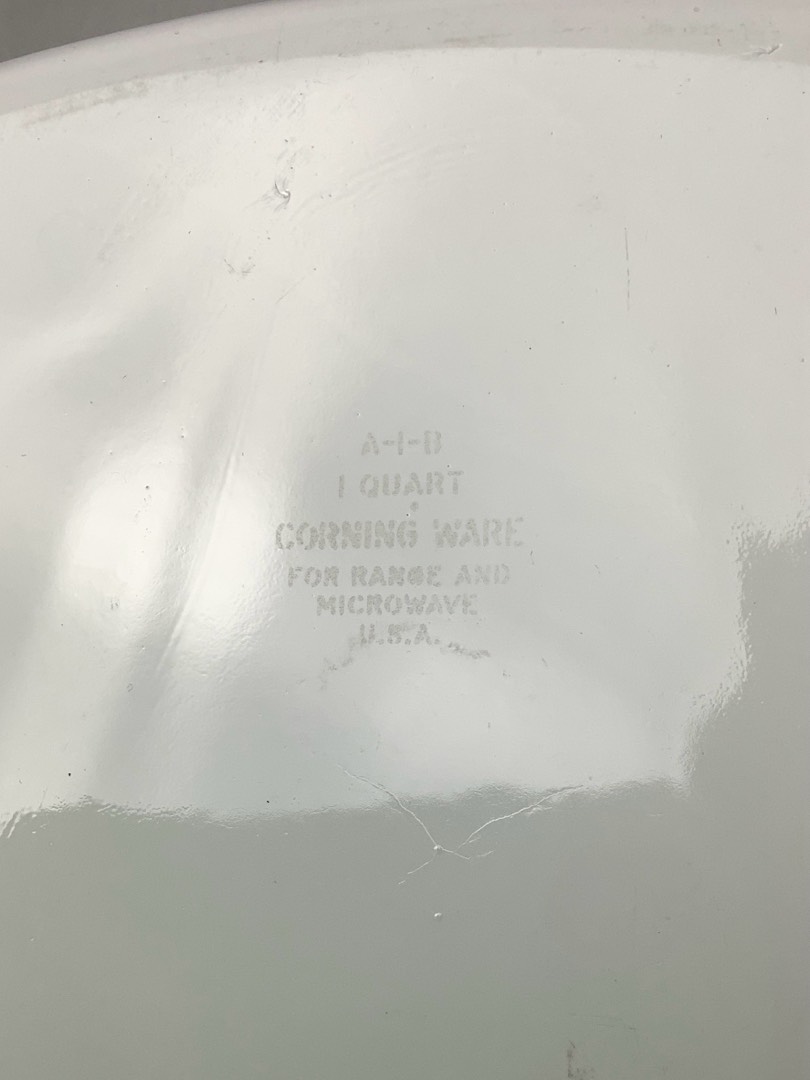 A-1-B
1 QUART
CORNING WARE
FOR RANGE AND
MICROWAVE
U.S.A.